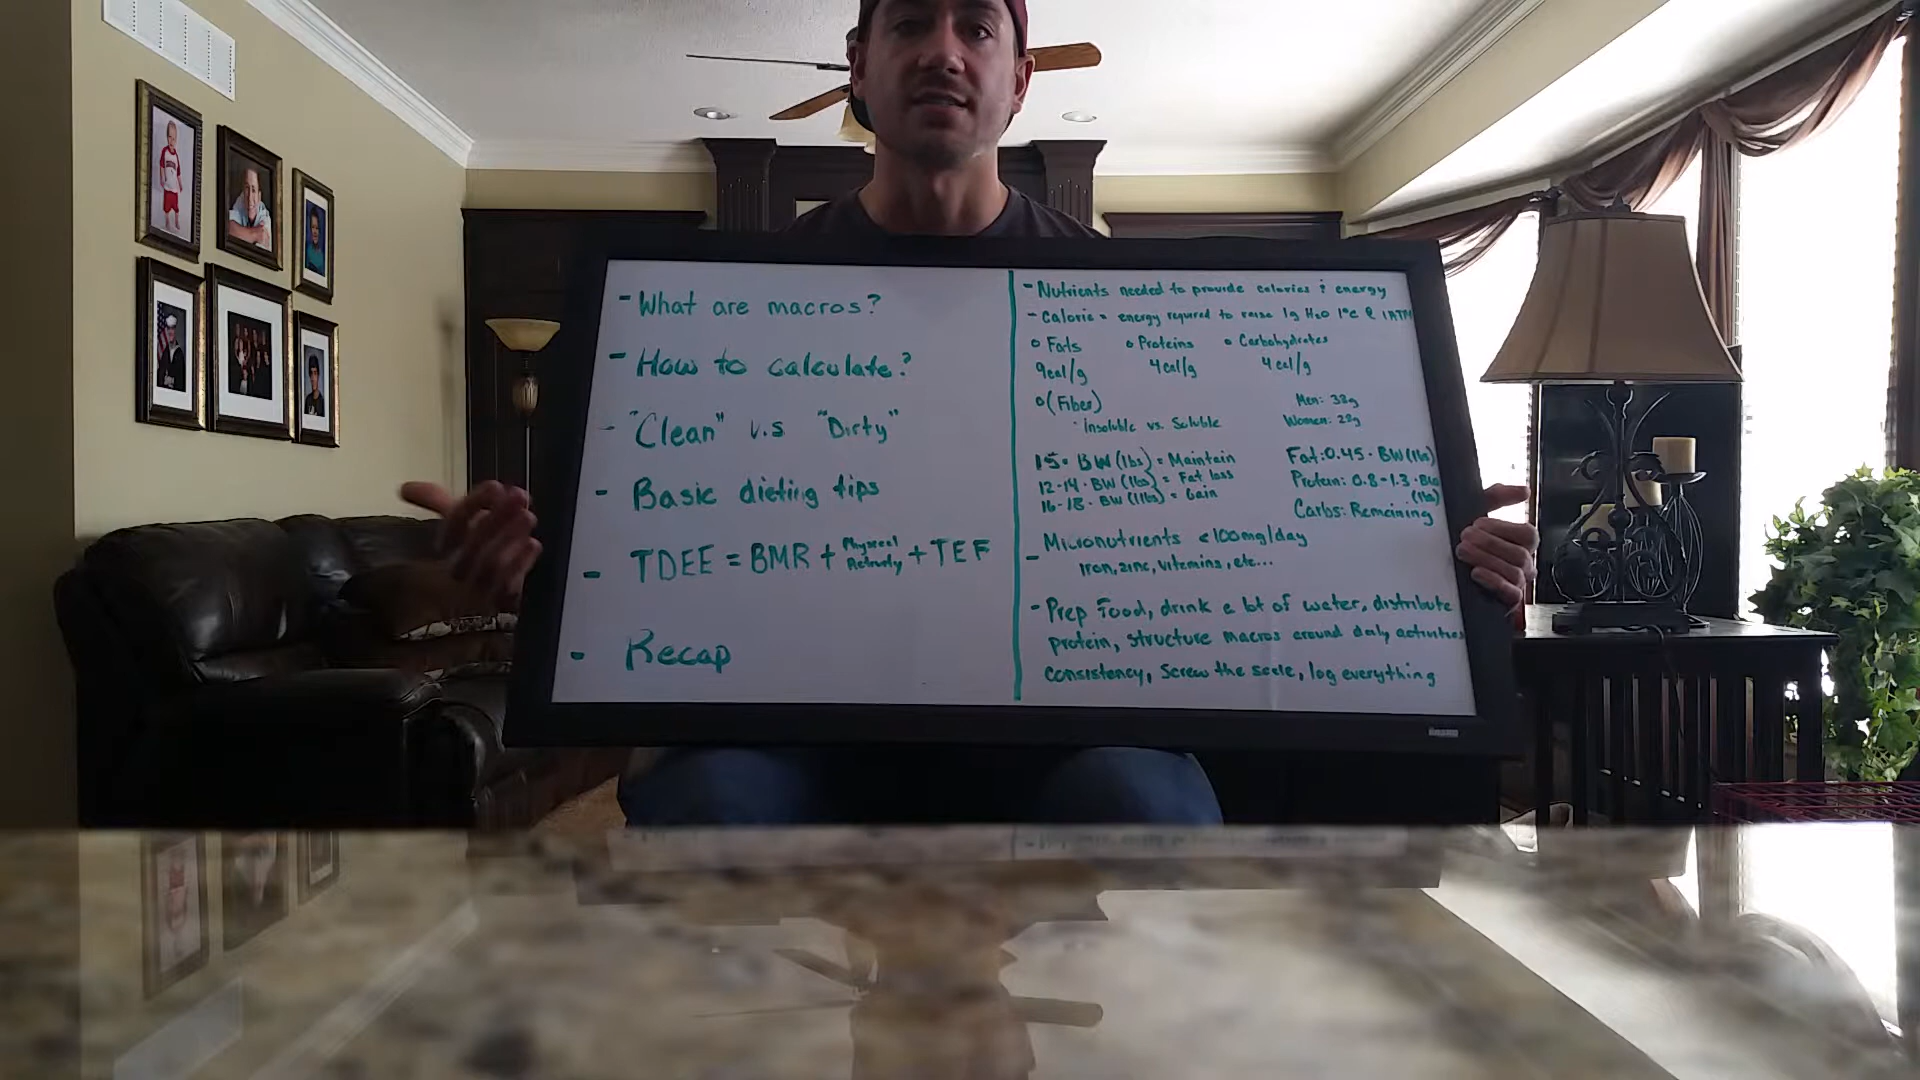 - What are macros?
- How to calculate?
- "Clean" v.s "Dirty"
- Basic dieting tips
- TDEE = BMR + Physical Activity + TEF
- Recap
- Nutrients needed to provide calories & energy
- Calorie = energy required to raise 1g H2O 1°C @ 1ATM
o Fats o Proteins o Carbohydrates
9cal/g 4cal/g 4cal/g
o (Fiber) Men: 38g
· Insoluble vs. Soluble Women: 25g
15 · BW (lbs) = Maintain Fat: 0.45 · BW (lbs)
12-14 · BW (lbs) = Fat loss Protein: 0.8-1.3 · BW (lbs)
16-18 · BW (lbs) = Gain Carbs: Remaining
- Micronutrients <100mg/day
Iron, zinc, vitamins, etc...
- Prep Food, drink a lot of water, distribute
protein, structure macros around daily activities
consistency, Screw the scale, log everything